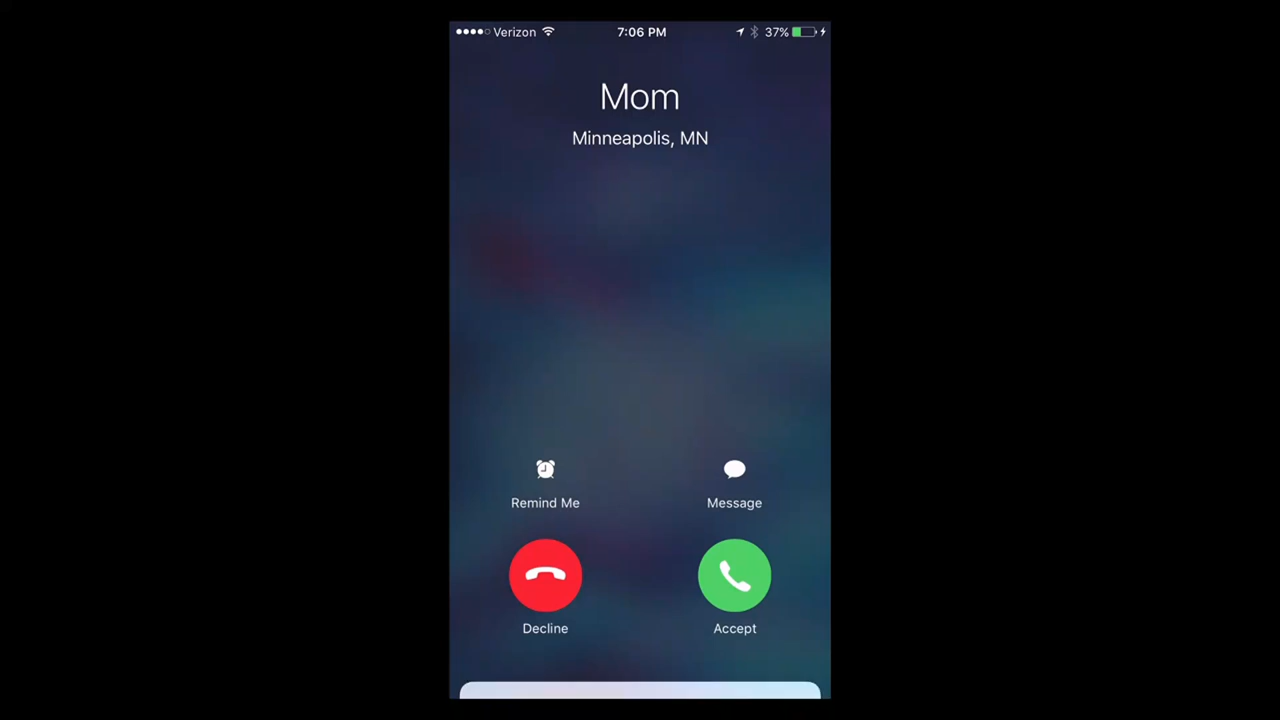 Verizon 7:06 PM 37%
Mom
Minneapolis, MN
Remind Me Message
Decline Accept